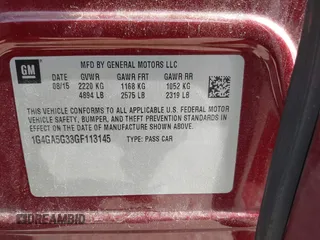 GM
MFD BY GENERAL MOTORS LLC
08/15 GVWR GAWR FRT GAWR RR
2220 KG 1168 KG 1052 KG
4894 LB 2575 LB 2319 LB
THIS VEHICLE CONFORMS TO ALL APPLICABLE U.S. FEDERAL MOTOR
VEHICLE SAFETY, BUMPER, AND THEFT PREVENTION STANDARDS
IN EFFECT ON THE DATE OF MANUFACTURE SHOWN ABOVE.
1G4GA5G33GF113145 TYPE: PASS CAR